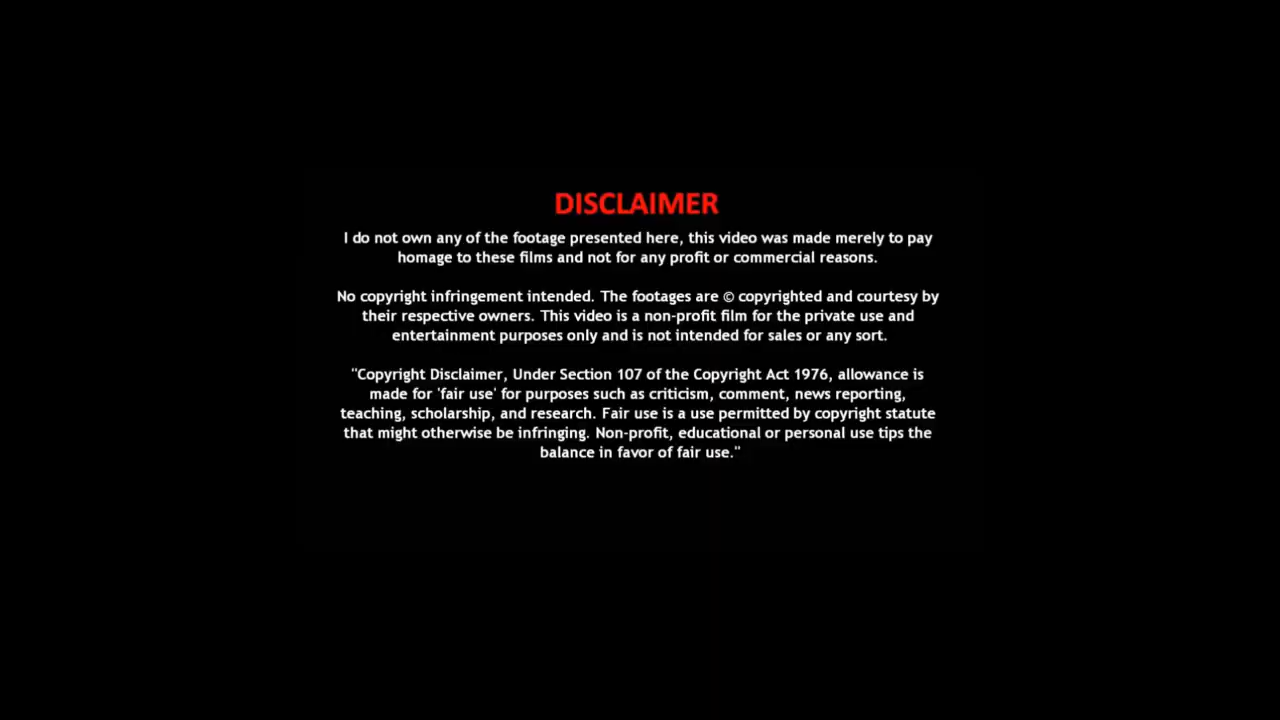 DISCLAIMER
I do not own any of the footage presented here, this video was made merely to pay
homage to these films and not for any profit or commercial reasons.
No copyright infringement intended. The footages are © copyrighted and courtesy by
their respective owners. This video is a non-profit film for the private use and
entertainment purposes only and is not intended for sales or any sort.
"Copyright Disclaimer, Under Section 107 of the Copyright Act 1976, allowance is
made for 'fair use' for purposes such as criticism, comment, news reporting,
teaching, scholarship, and research. Fair use is a use permitted by copyright statute
that might otherwise be infringing. Non-profit, educational or personal use tips the
balance in favor of fair use."